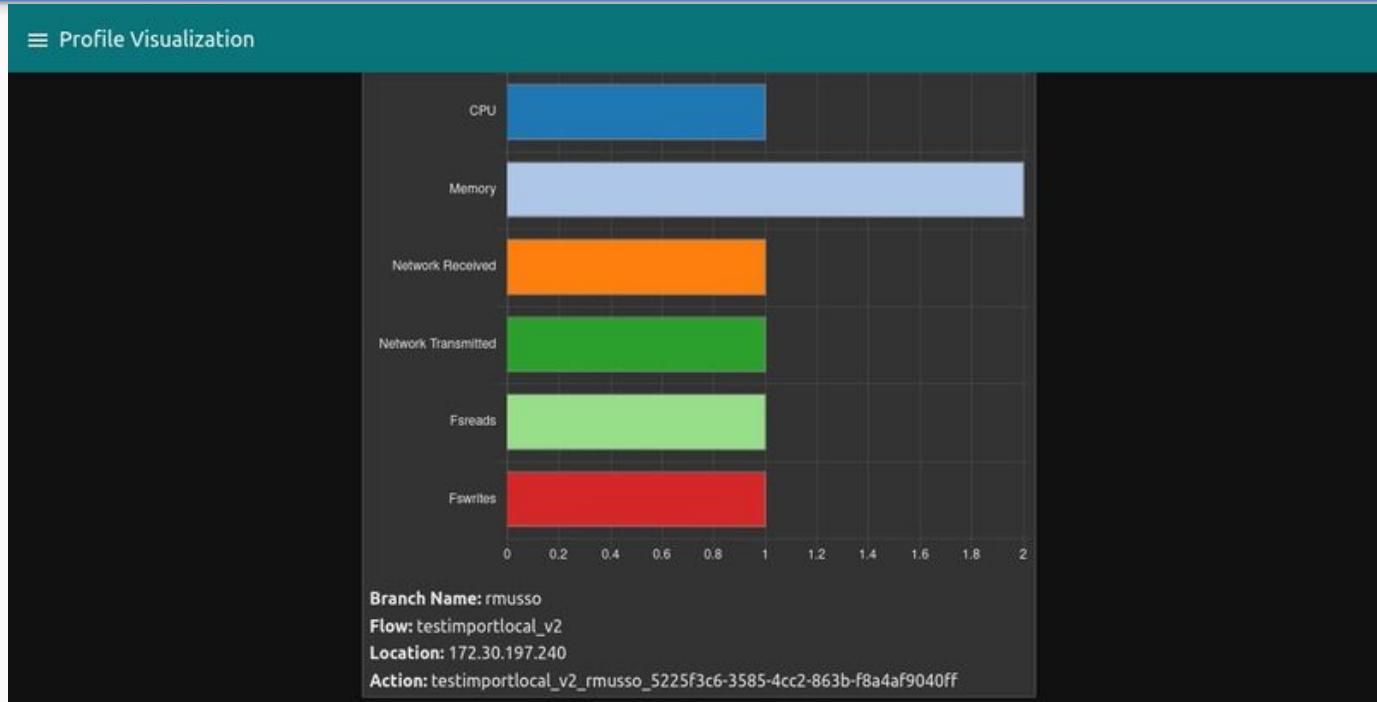 Profile Visualization
CPU
Memory
Network Received
Network Transmitted
Fsreads
Fswrites
0 0.2 0.4 0.6 0.8 1 1.2 1.4 1.6 1.8 2
Branch Name: rmusso
Flow: testimportlocal_v2
Location: 172.30.197.240
Action: testimportlocal_v2_rmusso_5225f3c6-3585-4cc2-863b-f8a4af9040ff